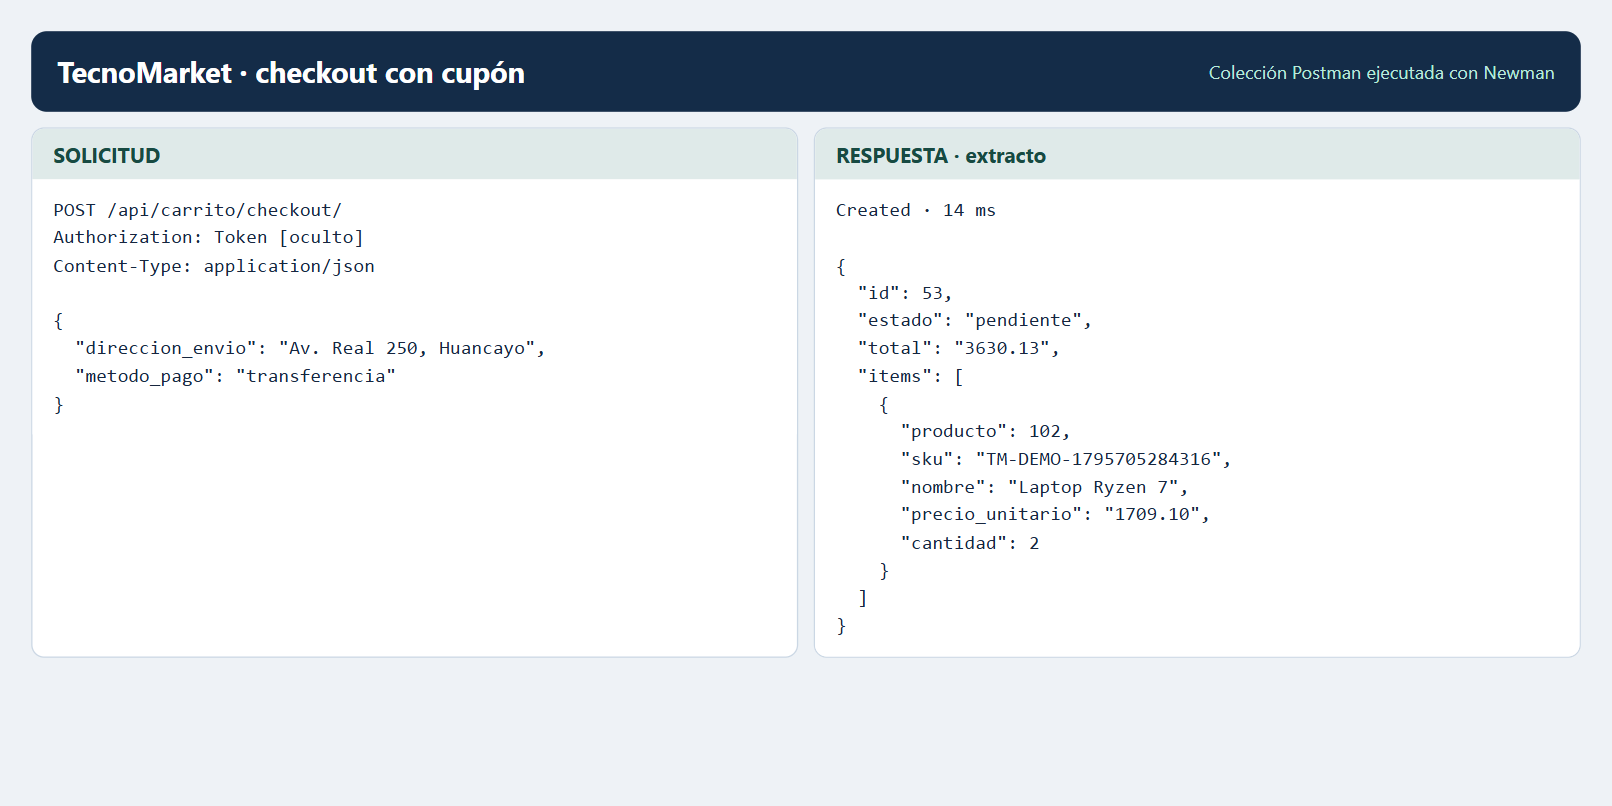 TecnoMarket · checkout con cupón
Colección Postman ejecutada con Newman
SOLICITUD
POST /api/carrito/checkout/
Authorization: Token [oculto]
Content-Type: application/json
{
  "direccion_envio": "Av. Real 250, Huancayo",
  "metodo_pago": "transferencia"
}
RESPUESTA · extracto
Created · 14 ms
{
  "id": 53,
  "estado": "pendiente",
  "total": "3630.13",
  "items": [
    {
      "producto": 102,
      "sku": "TM-DEMO-1795705284316",
      "nombre": "Laptop Ryzen 7",
      "precio_unitario": "1709.10",
      "cantidad": 2
    }
  ]
}